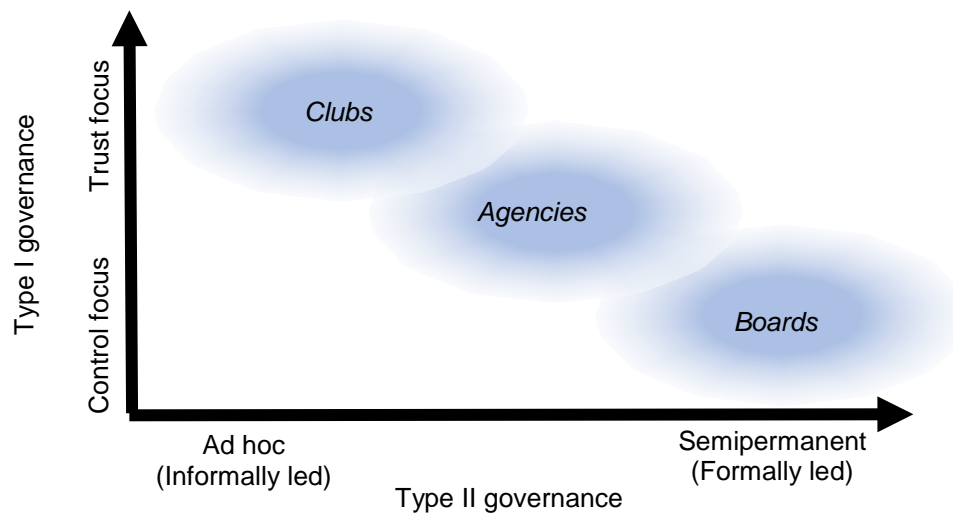 Type I governance
Trust focus
Control focus
Clubs
Agencies
Boards
Ad hoc
(Informally led)
Semipermanent
(Formally led)
Type II governance